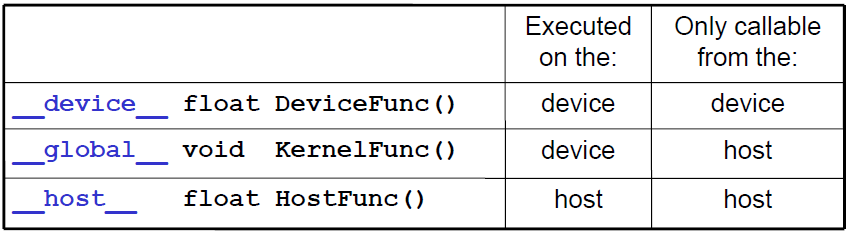 Executed on the: Only callable from the:
__device__ float DeviceFunc() device device
__global__ void KernelFunc() device host
__host__ float HostFunc() host host